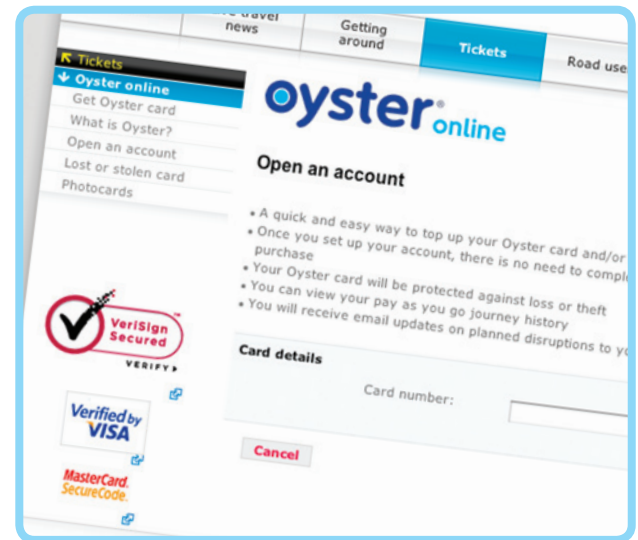 travel
news
Getting
around
Tickets
Road use
Tickets
Oyster online
Get Oyster card
What is Oyster?
Open an account
Lost or stolen card
Photocards
oyster online
Open an account
• A quick and easy way to top up your Oyster card and/or
• Once you set up your account, there is no need to compl
purchase
• Your Oyster card will be protected against loss or theft
• You can view your pay as you go journey history
• You will receive email updates on planned disruptions to yo
VeriSign
Secured
™
VERIFY
Verified by
VISA
MasterCard.
SecureCode.
Card details
Card number:
Cancel